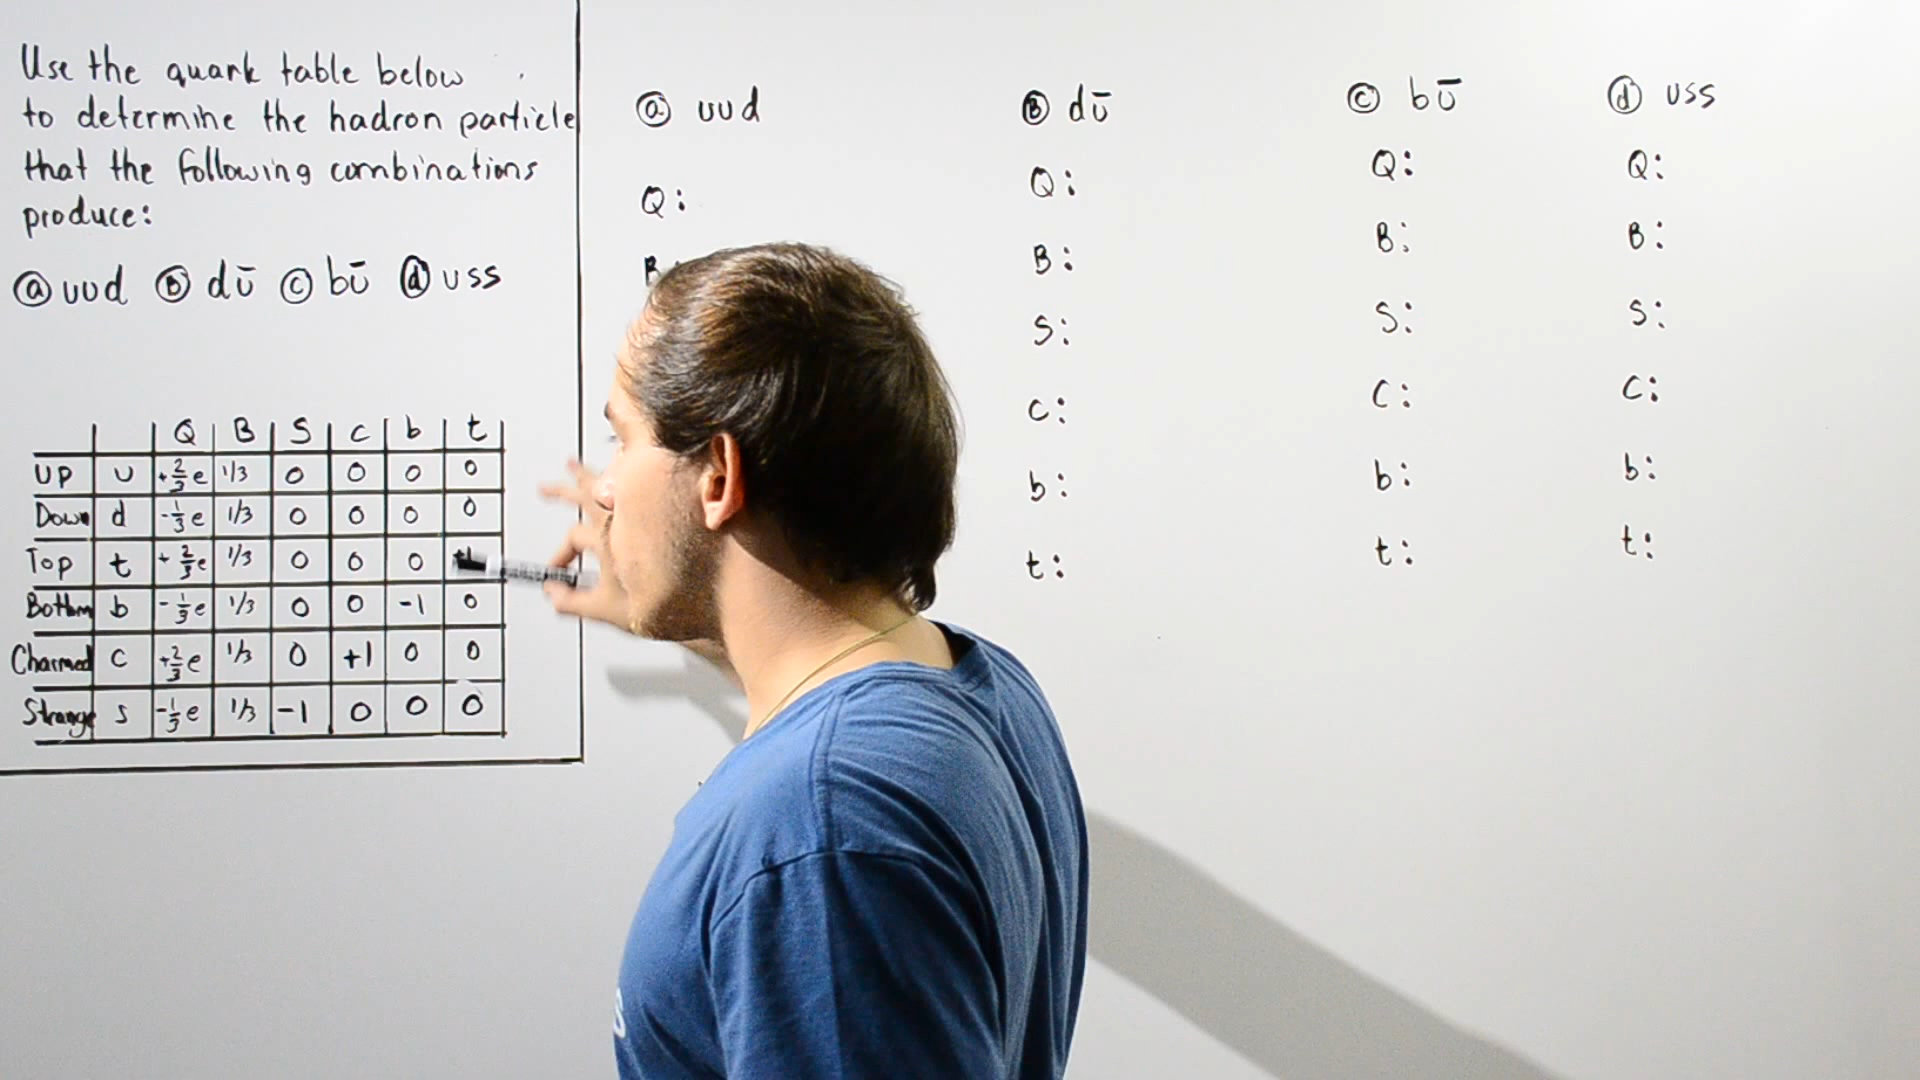 Use the quark table below
to determine the hadron particle
that the following combinations
produce:
ⓐ uud Ⓑ dū ⓒ bū ⓓ uss
Q B S c b t
UP u +2/3e 1/3 0 0 0 0
Down d -1/3e 1/3 0 0 0 0
Top t +2/3e 1/3 0 0 0 +1
Bottom b -1/3e 1/3 0 0 -1 0
Charmed c +2/3e 1/3 0 +1 0 0
Strange s -1/3e 1/3 -1 0 0 0
ⓐ uud
Q:
B:
Ⓑ dū
Q:
B:
S:
c:
b:
t:
ⓒ bū
Q:
B:
S:
C:
b:
t:
ⓓ uss
Q:
B:
S:
C:
b:
t: